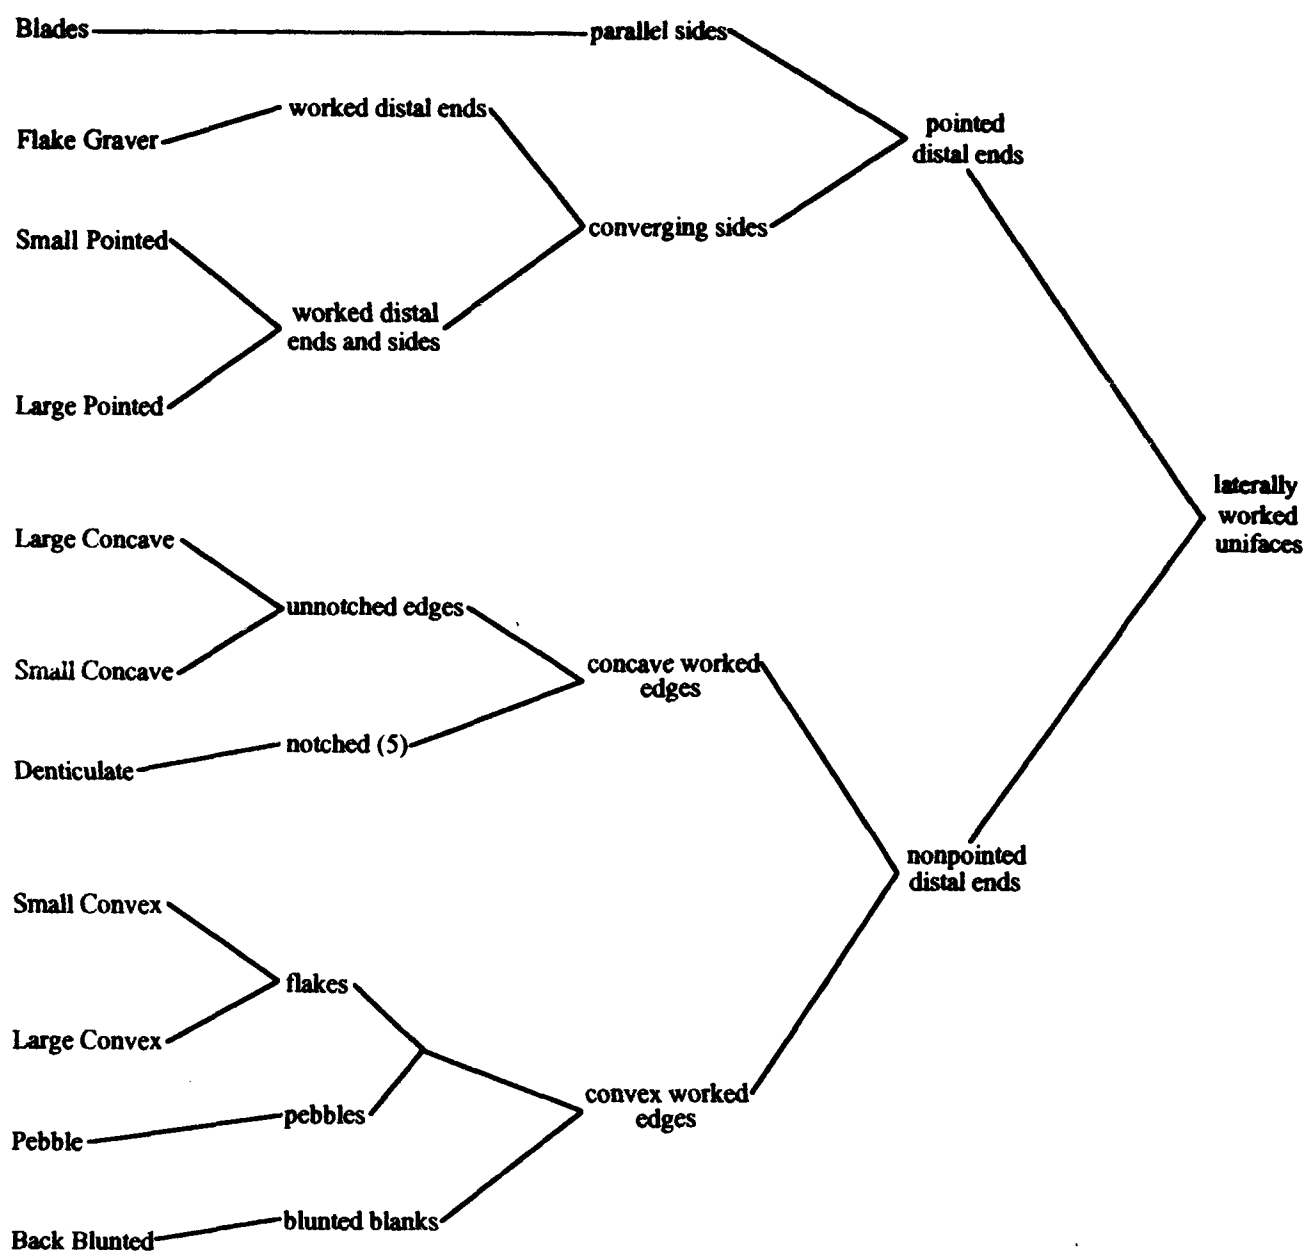 Blades
parallel sides
worked distal ends
pointed
distal ends
Flake Graver
converging sides
Small Pointed
worked distal
ends and sides
Large Pointed
laterally
worked
unifaces
Large Concave
unnotched edges
concave worked
edges
Small Concave
notched (5)
Denticulate
nonpointed
distal ends
Small Convex
flakes
Large Convex
convex worked
edges
pebbles
Pebble
blunted blanks
Back Blunted